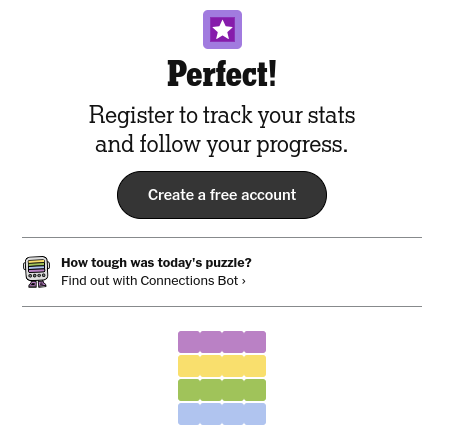 Perfect!
Register to track your stats
and follow your progress.
Create a free account
How tough was today's puzzle?
Find out with Connections Bot ›